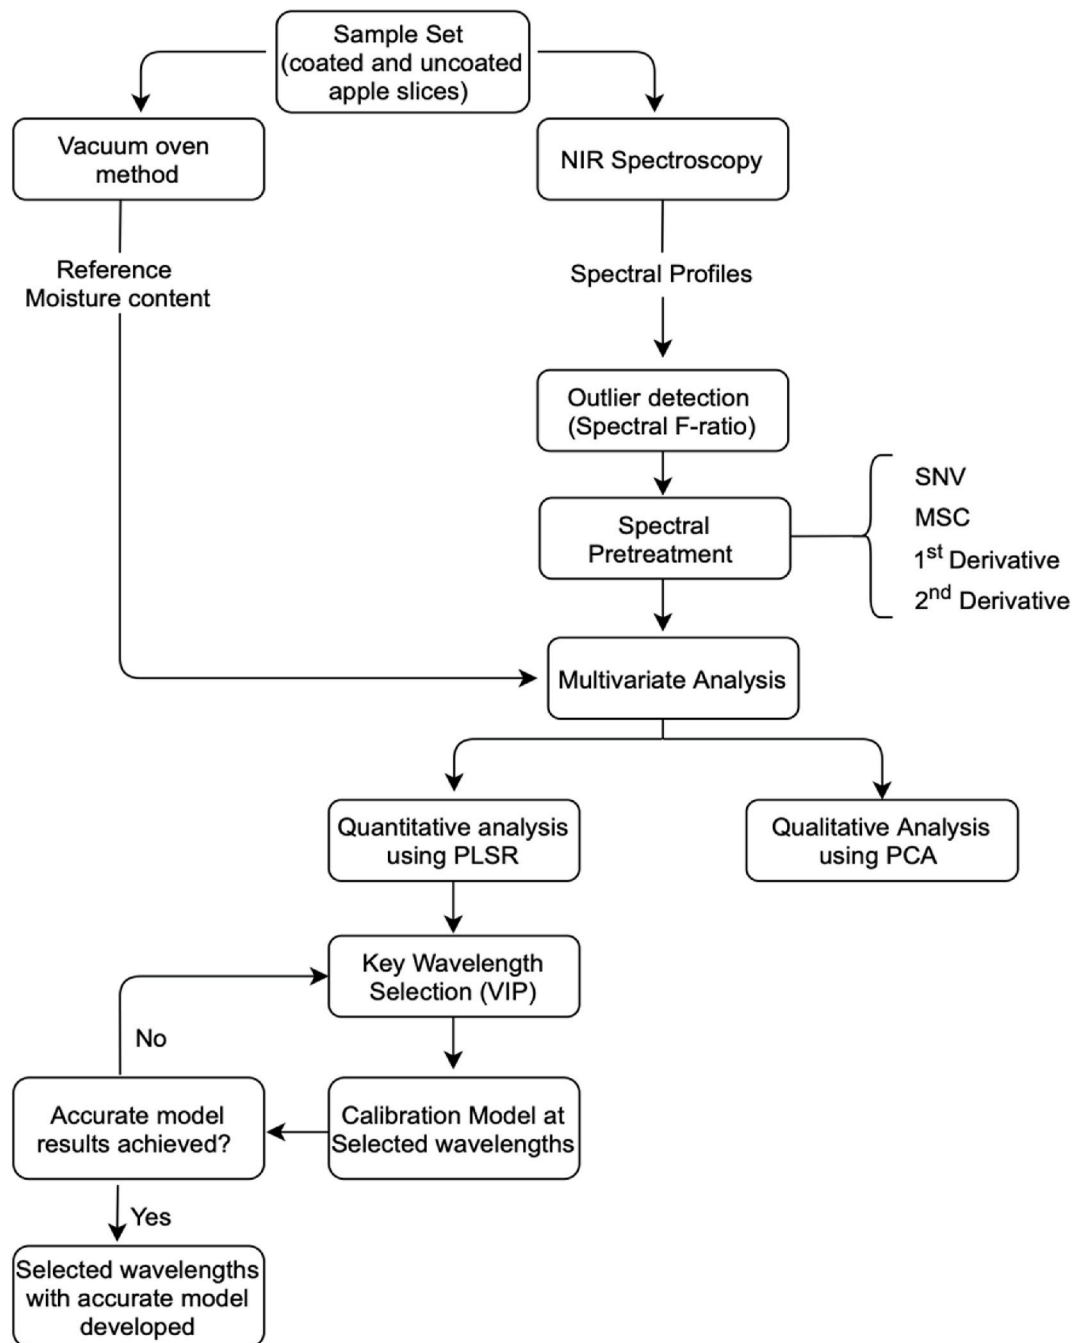 Sample Set
(coated and uncoated
apple slices)
Vacuum oven
method
NIR Spectroscopy
Reference
Moisture content
Spectral Profiles
Outlier detection
(Spectral F-ratio)
Spectral
Pretreatment
SNV
MSC
1st Derivative
2nd Derivative
Multivariate Analysis
Quantitative analysis
using PLSR
Qualitative Analysis
using PCA
Key Wavelength
Selection (VIP)
No
Accurate model
results achieved?
Calibration Model at
Selected wavelengths
Yes
Selected wavelengths
with accurate model
developed